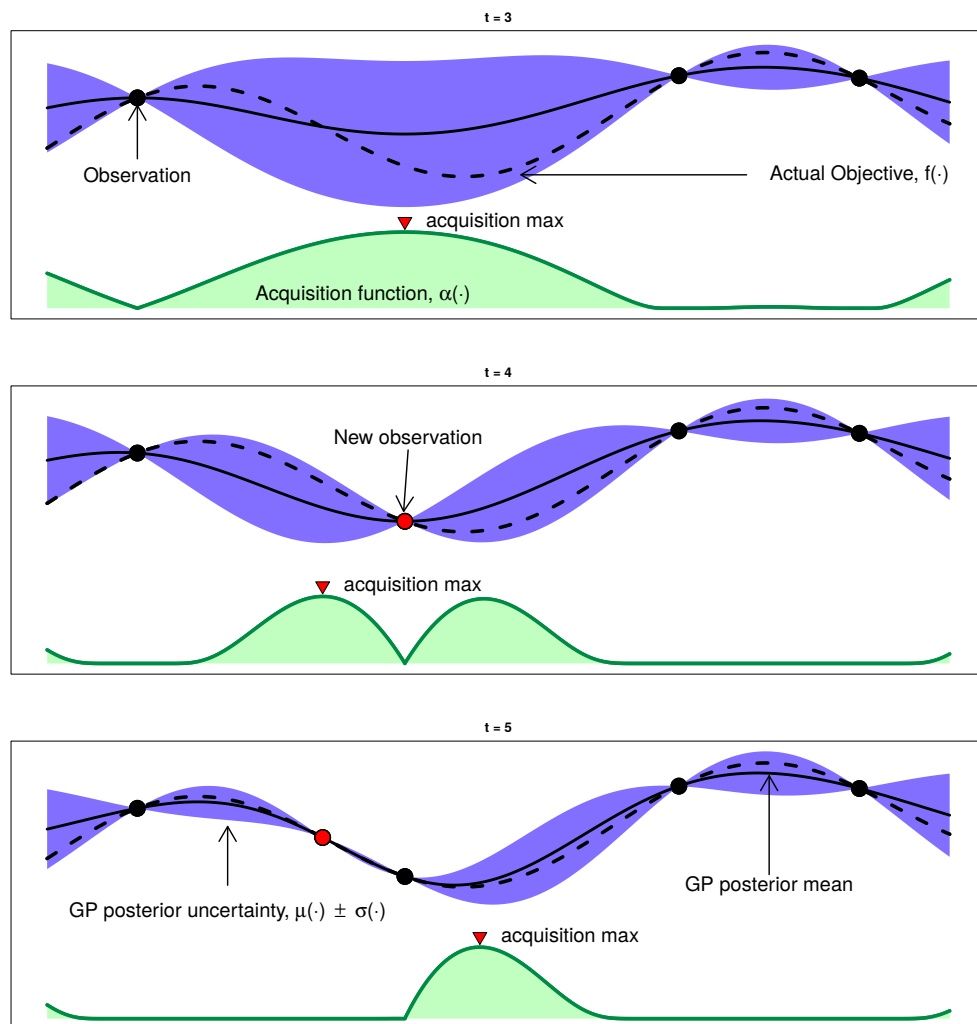 t = 3
Observation
Actual Objective, f(·)
acquisition max
Acquisition function, α(·)
t = 4
New observation
acquisition max
t = 5
GP posterior mean
GP posterior uncertainty, μ(·) ± σ(·)
acquisition max